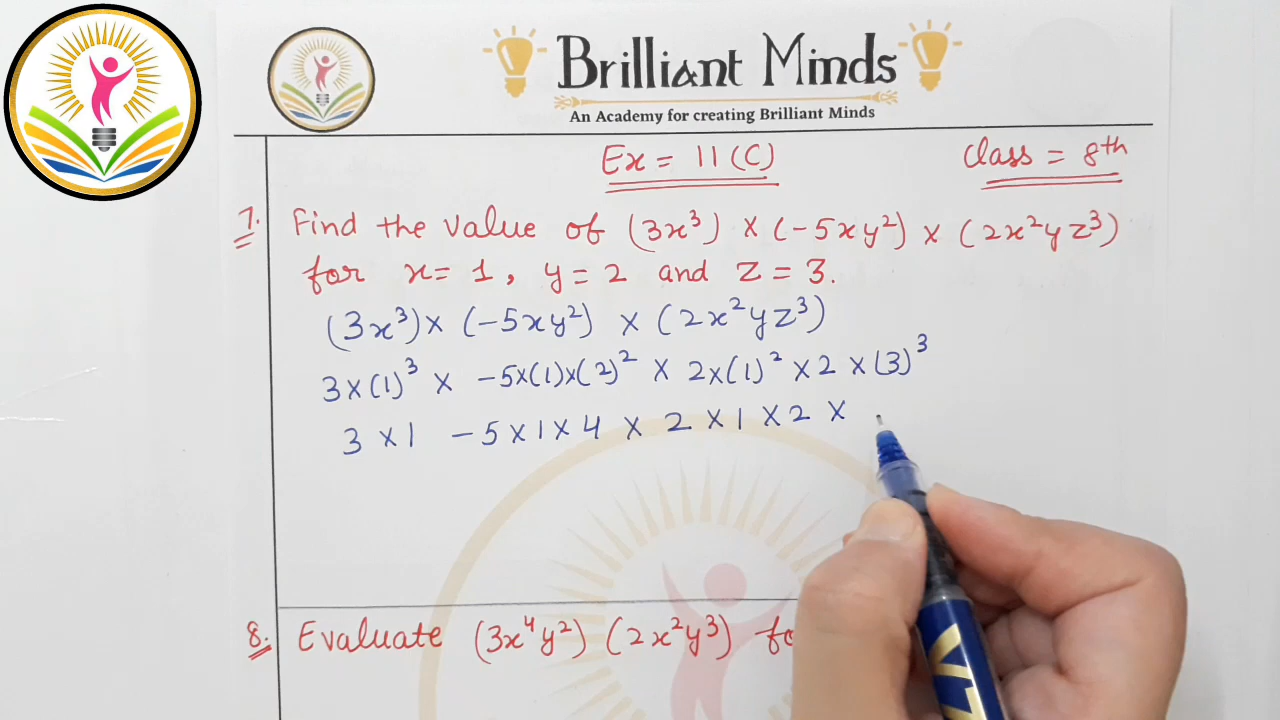 Brilliant Minds
An Academy for creating Brilliant Minds
Ex = 11(C)
Class = 8th
7. Find the value of (3x³) × (-5xy²) × (2x²yz³)
for x = 1, y = 2 and z = 3.
(3x³) × (-5xy²) × (2x²yz³)
3×(1)³ × -5×(1)×(2)² × 2×(1)² × 2 × (3)³
3 × 1 -5 × 1 × 4 × 2 × 1 × 2 ×
8. Evaluate (3x⁴y²) (2x²y³)